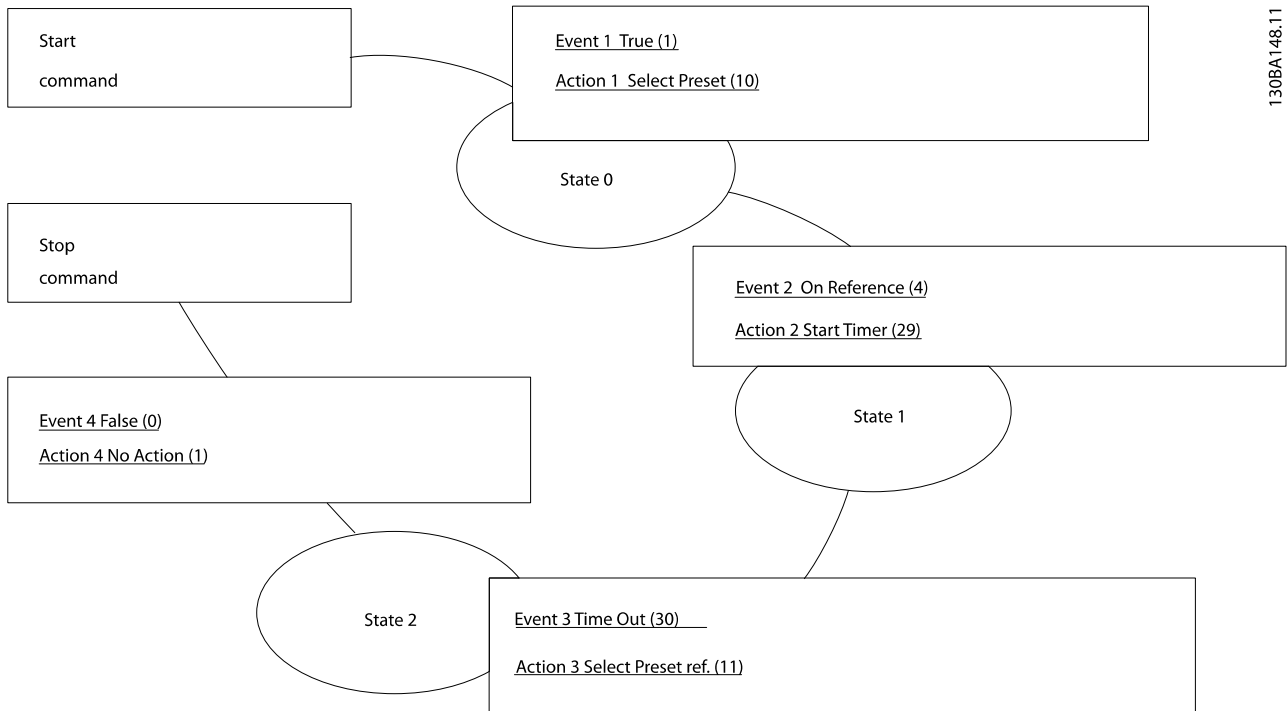 Start
command
Event 1 True (1)
Action 1 Select Preset (10)
130BA148.11
State 0
Stop
command
Event 2 On Reference (4)
Action 2 Start Timer (29)
State 1
Event 4 False (0)
Action 4 No Action (1)
State 2
Event 3 Time Out (30)
Action 3 Select Preset ref. (11)